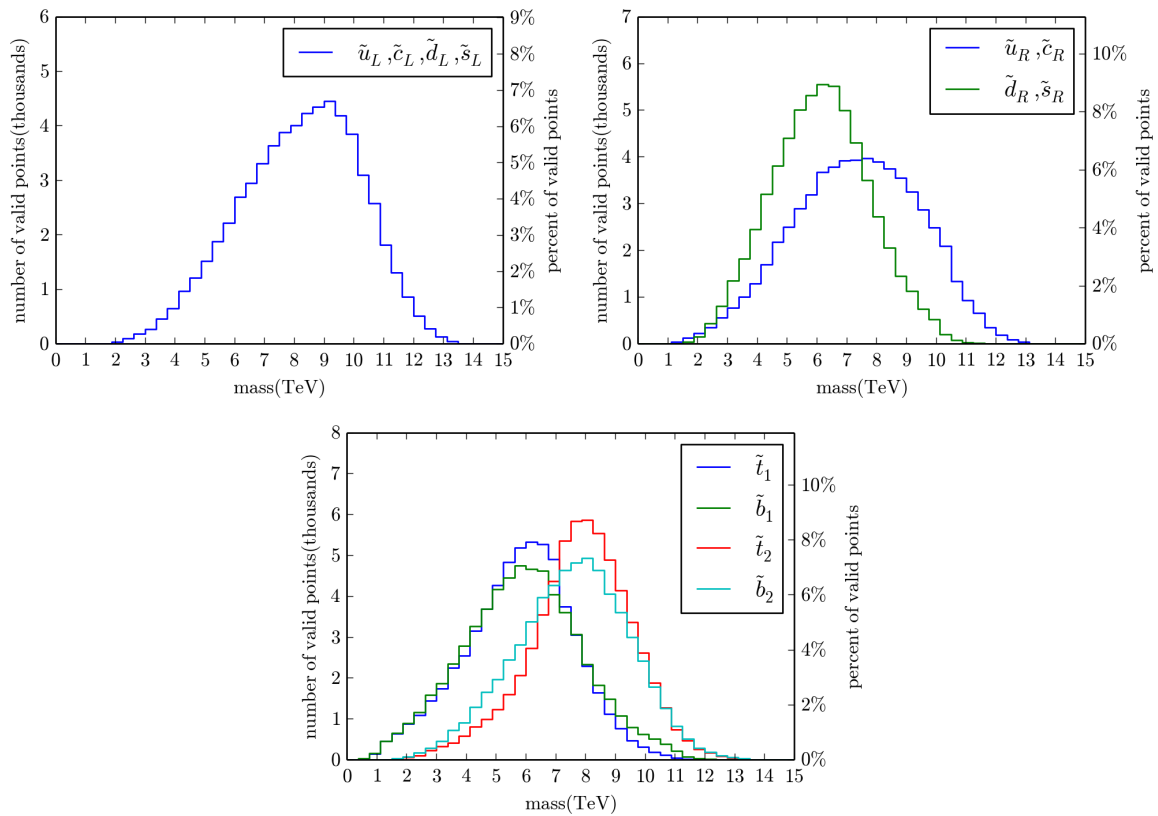 number of valid points(thousands)
6
5
4
3
2
1
0
0 1 2 3 4 5 6 7 8 9 10 11 12 13 14 15
mass(TeV)
9%
8%
7%
6%
5%
4%
3%
2%
1%
0%
percent of valid points
ũ_L ,c̃_L ,d̃_L ,s̃_L
number of valid points(thousands)
7
6
5
4
3
2
1
0
0 1 2 3 4 5 6 7 8 9 10 11 12 13 14 15
mass(TeV)
10%
8%
6%
4%
2%
0%
percent of valid points
ũ_R ,c̃_R
d̃_R ,s̃_R
number of valid points(thousands)
8
7
6
5
4
3
2
1
0
0 1 2 3 4 5 6 7 8 9 10 11 12 13 14 15
mass(TeV)
10%
8%
6%
4%
2%
0%
percent of valid points
t̃_1
b̃_1
t̃_2
b̃_2